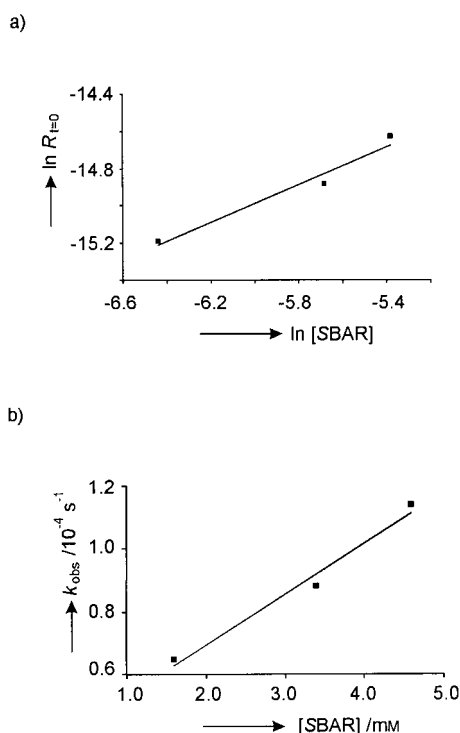 a)
-14.4
-14.8
-15.2
ln R_{t=0}
-6.6 -6.2 -5.8 -5.4
ln [SBAR]
b)
1.2
1.0
0.8
0.6
k_{obs} /10^{-4} s^{-1}
1.0 2.0 3.0 4.0 5.0
[SBAR] /mM